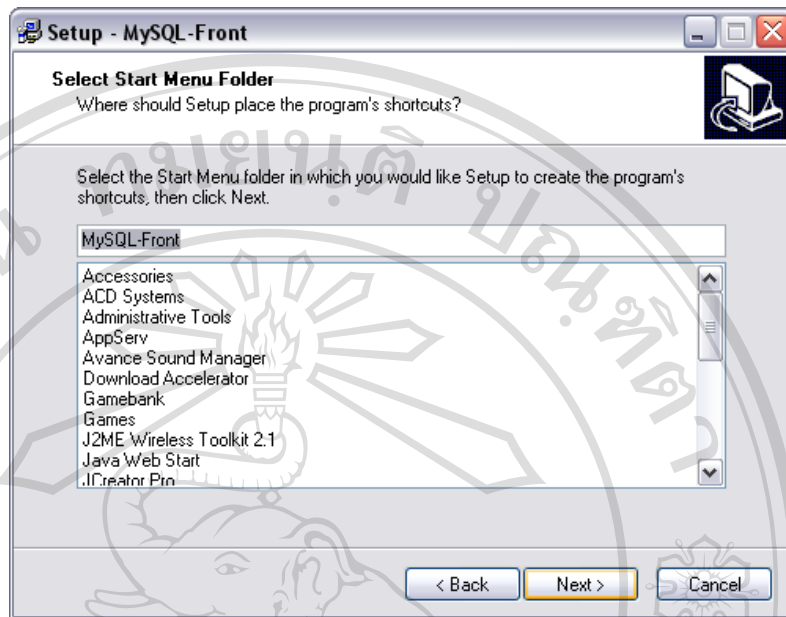 Setup - MySQL-Front
Select Start Menu Folder
Where should Setup place the program's shortcuts?
Select the Start Menu folder in which you would like Setup to create the program's
shortcuts, then click Next.
MySQL-Front
Accessories
ACD Systems
Administrative Tools
AppServ
Avance Sound Manager
Download Accelerator
Gamebank
Games
J2ME Wireless Toolkit 2.1
Java Web Start
JCreator Pro
< Back
Next >
Cancel